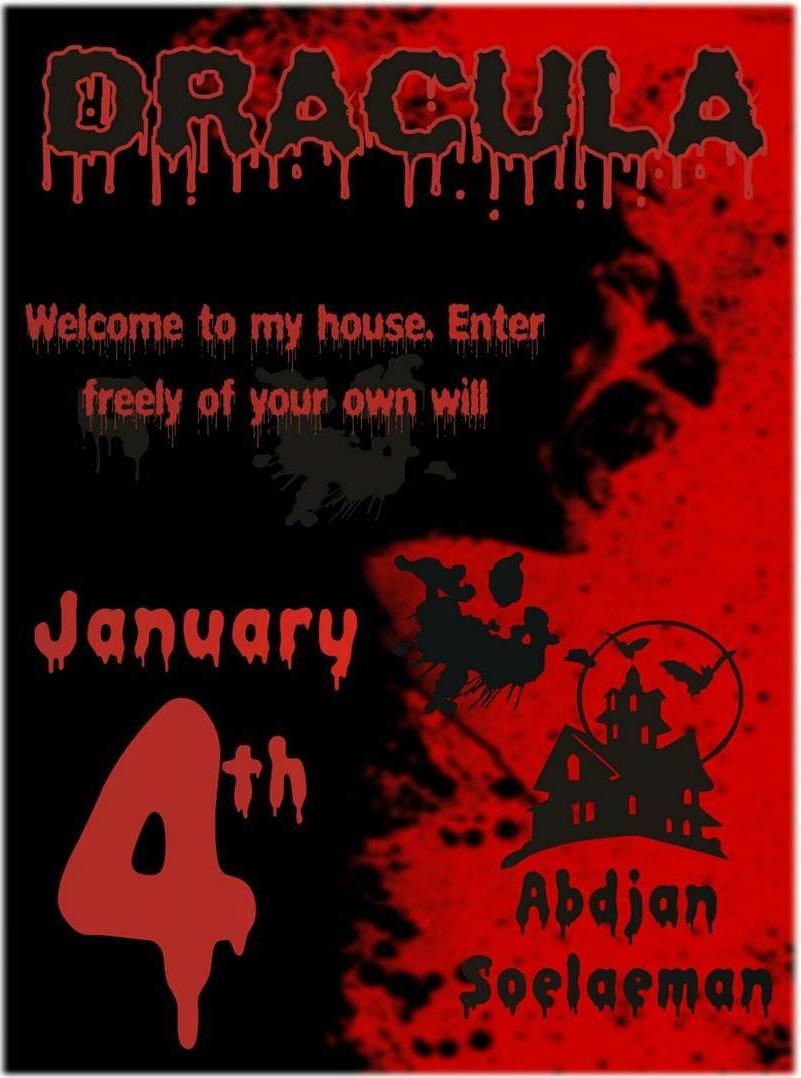 DRACULA
Welcome to my house. Enter
freely of your own will
January
4th
Abdjan
Soelaeman